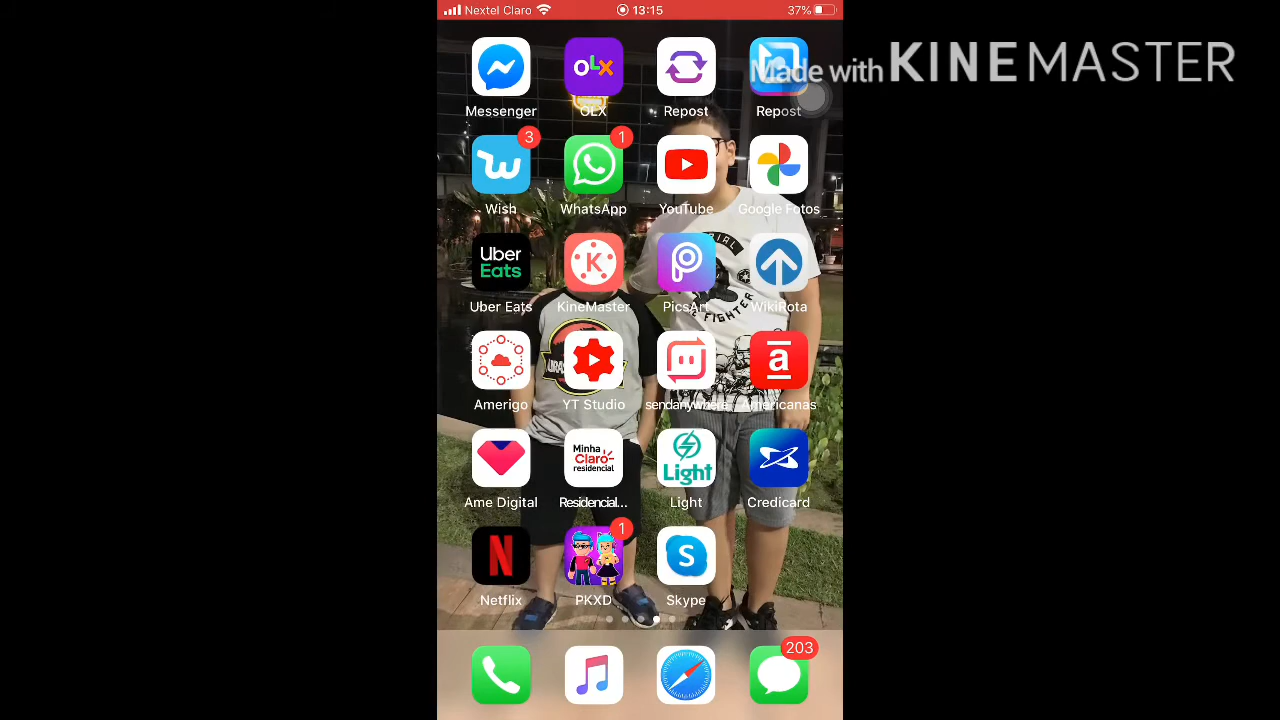 Nextel Claro 13:15 37%
Made with KINEMASTER
OLX
Messenger OLX Repost Repost
3 1
Wish WhatsApp YouTube Google Fotos
Uber Eats K
Uber Eats KineMaster PicsArt WikiRota
a
Amerigo YT Studio sendanywhere Americanas
Minha Claro residencial Light
Ame Digital Residencial... Light Credicard
N 1 S
Netflix PKXD Skype
203